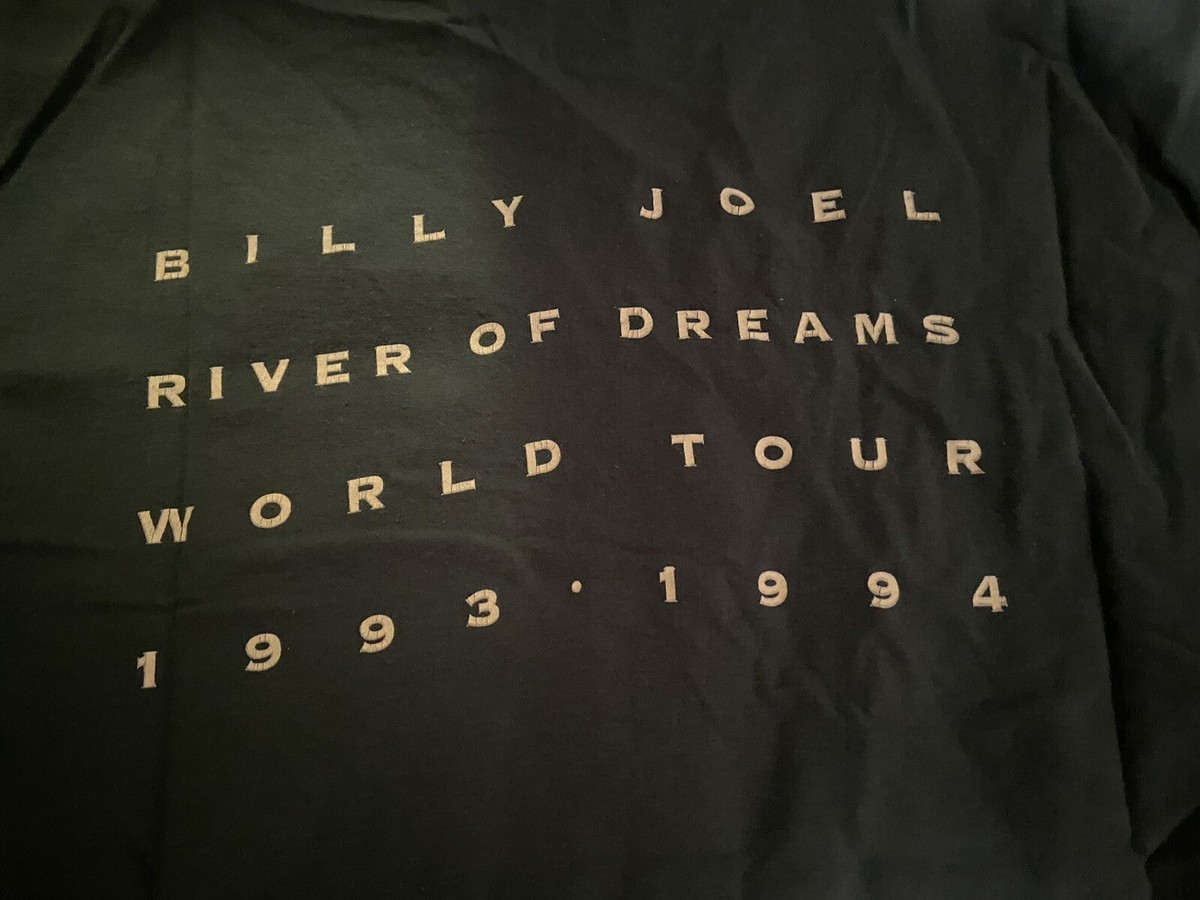 BILLY JOEL
RIVER OF DREAMS
WORLD TOUR
1993·1994